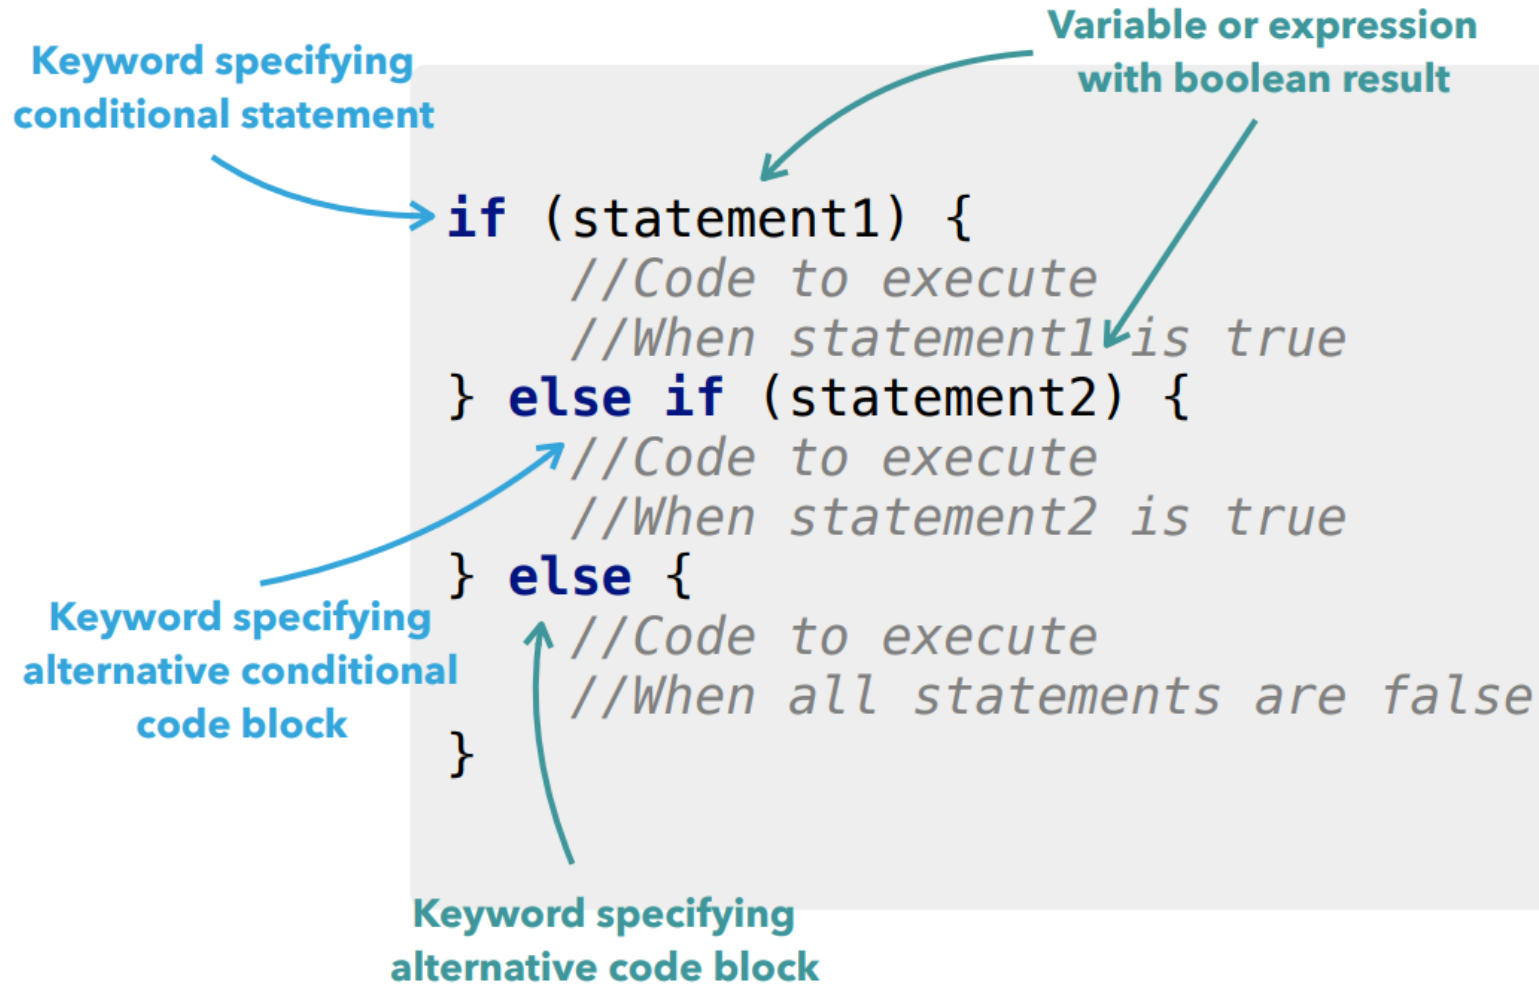 Keyword specifying
conditional statement
Variable or expression
with boolean result
if (statement1) {
//Code to execute
//When statement1 is true
} else if (statement2) {
//Code to execute
//When statement2 is true
} else {
//Code to execute
//When all statements are false
}
Keyword specifying
alternative conditional
code block
Keyword specifying
alternative code block